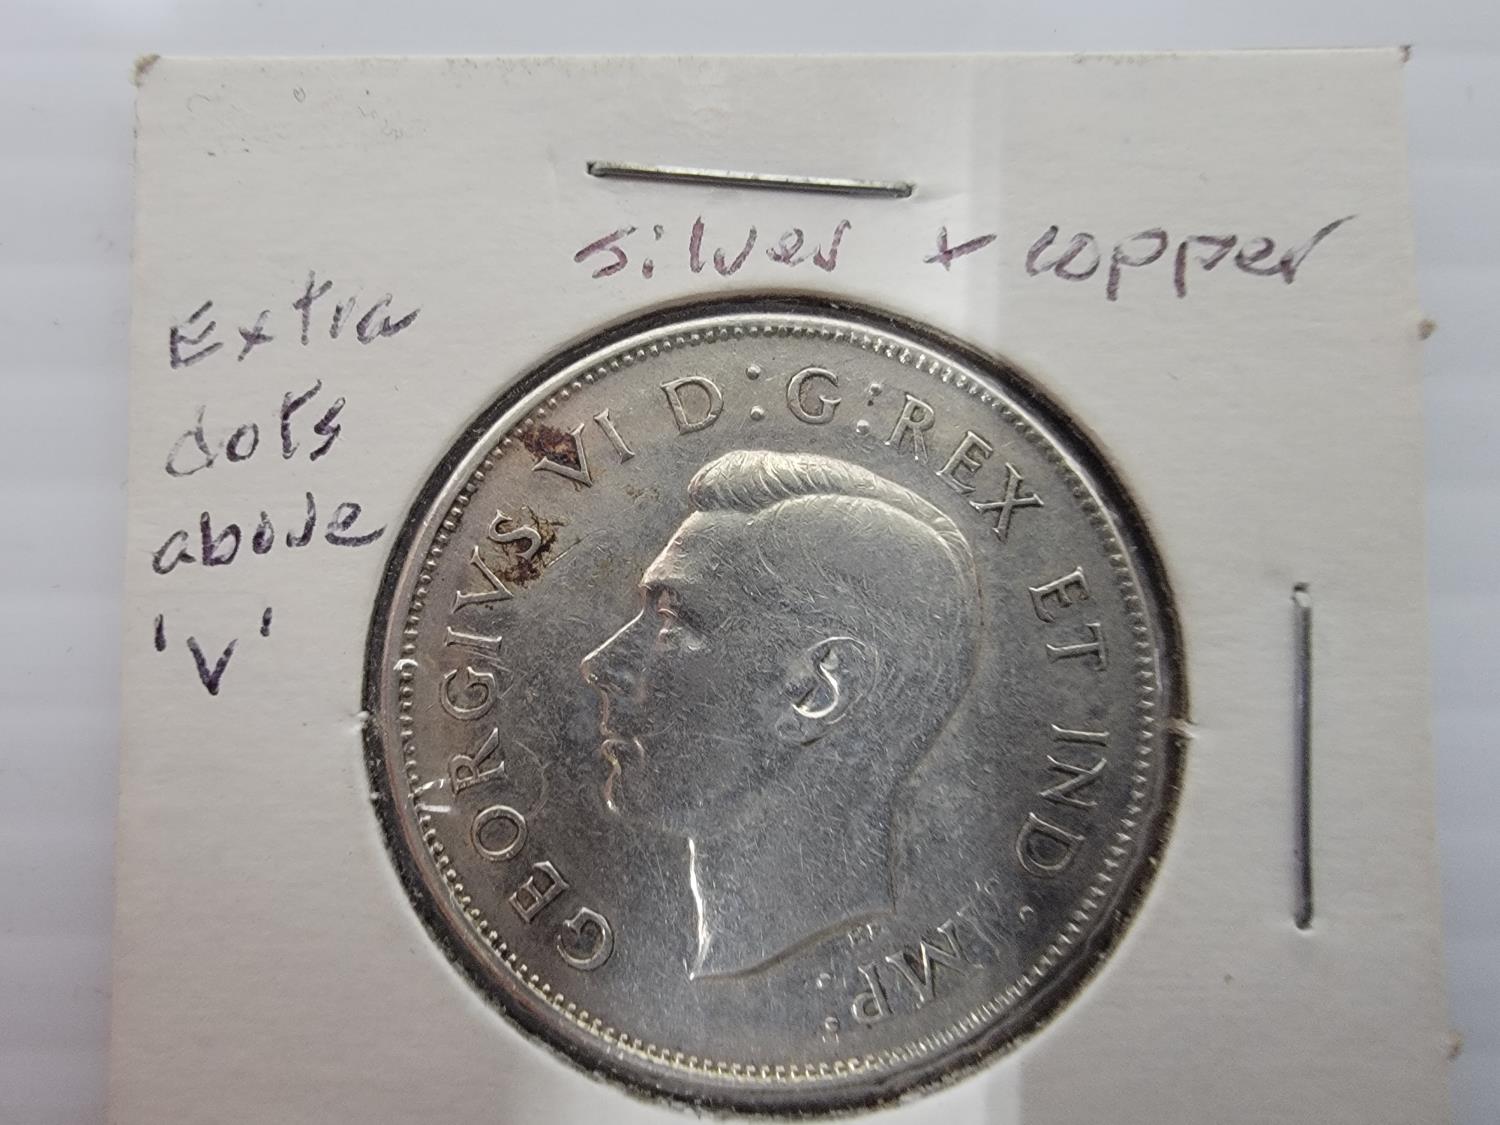 silver + copper
Extra
dots
above
'V'
GEORGIVS VI D:G:REX ET IND:IMP: